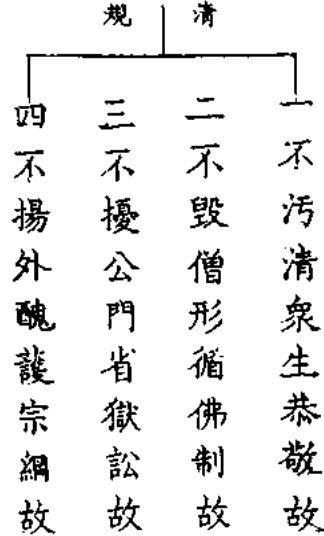 清規
一不污清眾生恭敬故
二不毀僧形循佛制故
三不擾公門省獄訟故
四不揚外醜護宗綱故